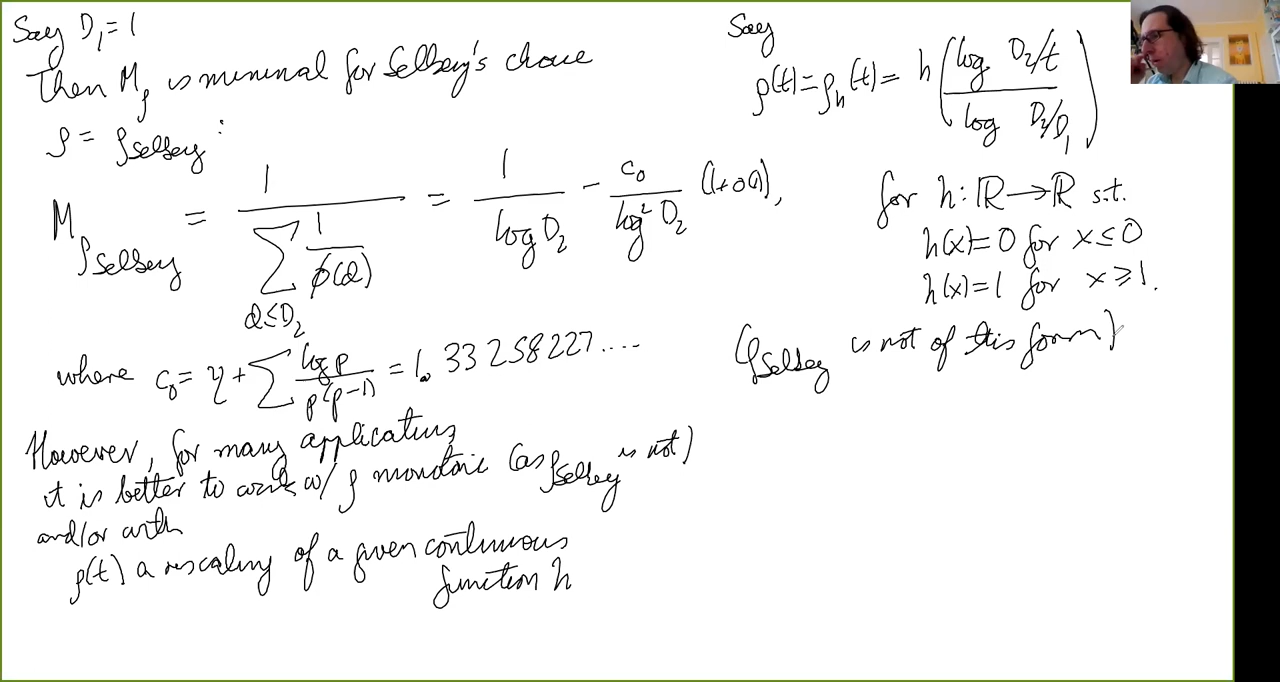 Say D_1 = 1
Then M_ρ is minimal for Selberg's choice
ρ = ρ_Selberg :
M_ρ_Selberg = 1 / (∑_{d≤D_2} 1/φ(d)) = 1/(log D_2) − c_0/(log² D_2) (1+o(1)),
where c_0 = γ + ∑ log p / (p(p−1)) = 1.33258227....
However, for many applications
it is better to work w/ ρ monotonic (as ρ_Selberg is not)
and/or with
ρ(t) a rescaling of a given continuous
function h
Say
ρ(t) = ρ_h(t) = h( (log D_2/t) / (log D_2/D_1) )
for h: ℝ → ℝ s.t.
h(x) = 0 for x ≤ 0
h(x) = 1 for x ≥ 1.
(ρ_Selberg is not of this form)